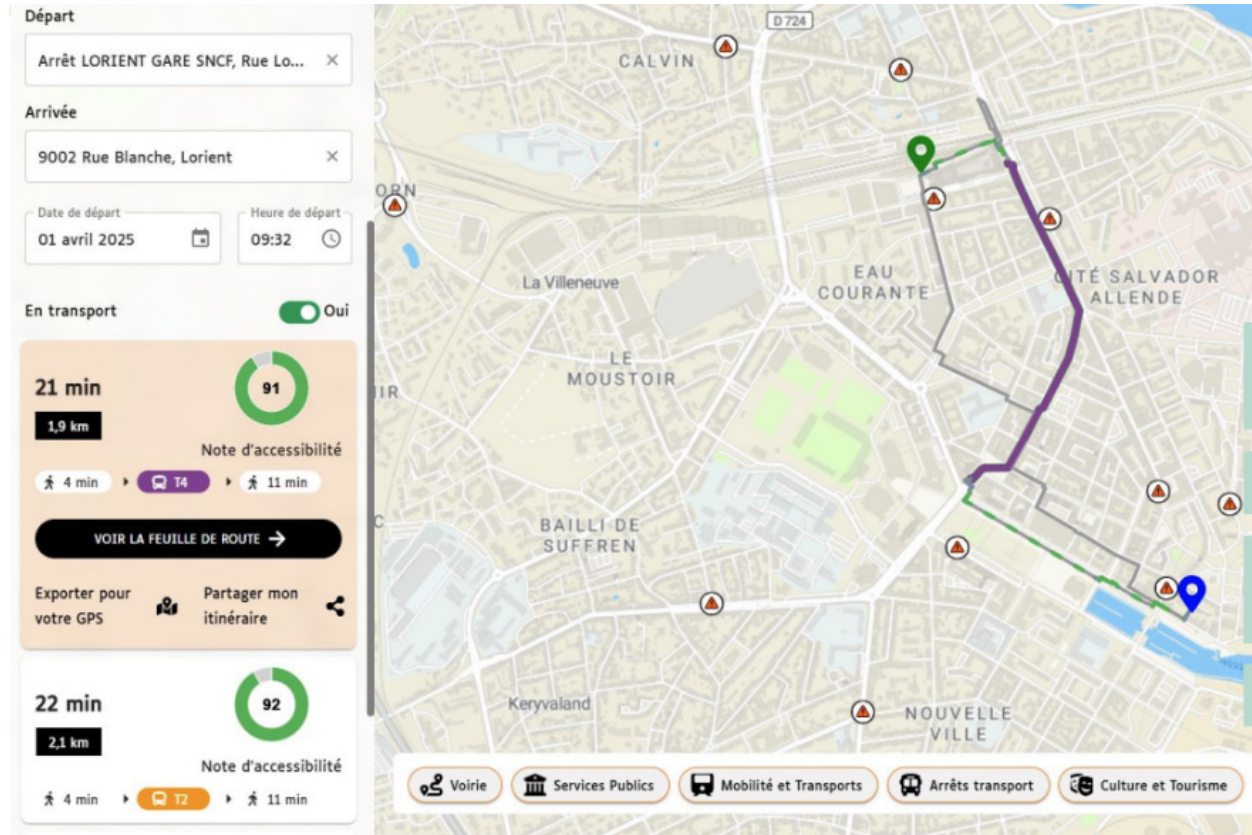 Départ
Arrêt LORIENT GARE SNCF, Rue Lo...
Arrivée
9002 Rue Blanche, Lorient
Date de départ
01 avril 2025
Heure de départ
09:32
En transport
Oui
21 min
91
1,9 km
Note d'accessibilité
4 min
T4
11 min
VOIR LA FEUILLE DE ROUTE
Exporter pour
votre GPS
Partager mon
itinéraire
22 min
92
2,1 km
Note d'accessibilité
4 min
T2
11 min
D 724
CALVIN
ORN
La Villeneuve
EAU
COURANTE
CITÉ SALVADOR
ALLENDE
LE
MOUSTOIR
IR
BAILLI DE
SUFFREN
C
Keryvaland
NOUVELLE
VILLE
Voirie
Services Publics
Mobilité et Transports
Arrêts transport
Culture et Tourisme